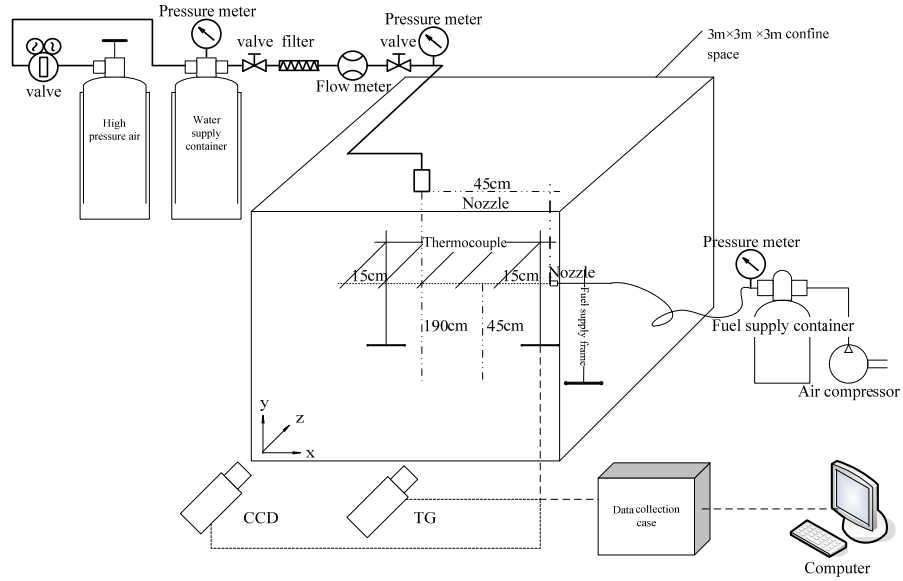 Pressure meter
Pressure meter
valve
filter
valve
3m×3m ×3m confine
space
valve
Flow meter
High
pressure air
Water
supply
container
45cm
Nozzle
Thermocouple
Pressure meter
15cm
15cm
Nozzle
Fuel supply frame
190cm
45cm
Fuel supply container
Air compressor
y
z
x
CCD
TG
Data collection
case
Computer